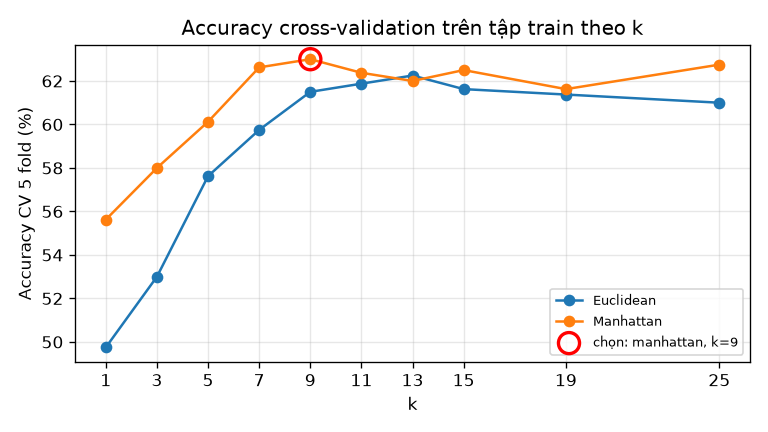 Accuracy cross-validation trên tập train theo k
Accuracy CV 5 fold (%)
62
60
58
56
54
52
50
Euclidean
Manhattan
chọn: manhattan, k=9
1 3 5 7 9 11 13 15 19 25
k